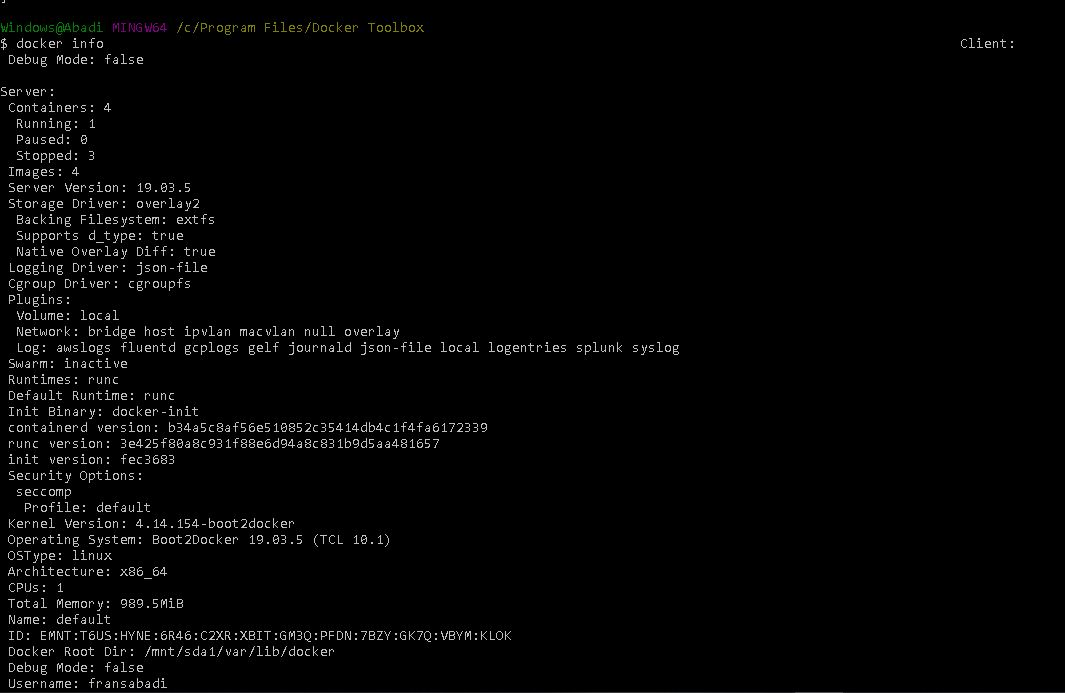 Windows@Abadi MINGW64 /c/Program Files/Docker Toolbox
$ docker info Client:
Debug Mode: false
Server:
Containers: 4
Running: 1
Paused: 0
Stopped: 3
Images: 4
Server Version: 19.03.5
Storage Driver: overlay2
Backing Filesystem: extfs
Supports d_type: true
Native Overlay Diff: true
Logging Driver: json-file
Cgroup Driver: cgroupfs
Plugins:
Volume: local
Network: bridge host ipvlan macvlan null overlay
Log: awslogs fluentd gcplogs gelf journald json-file local logentries splunk syslog
Swarm: inactive
Runtimes: runc
Default Runtime: runc
Init Binary: docker-init
containerd version: b34a5c8af56e510852c35414db4c1f4fa6172339
runc version: 3e425f80a8c931f88e6d94a8c831b9d5aa481657
init version: fec3683
Security Options:
seccomp
Profile: default
Kernel Version: 4.14.154-boot2docker
Operating System: Boot2Docker 19.03.5 (TCL 10.1)
OSType: linux
Architecture: x86_64
CPUs: 1
Total Memory: 989.5MiB
Name: default
ID: EMNT:T6US:HYNE:6R46:C2XR:XBIT:GM3Q:PFDN:7BZY:GK7Q:VBYM:KLOK
Docker Root Dir: /mnt/sda1/var/lib/docker
Debug Mode: false
Username: fransabadi